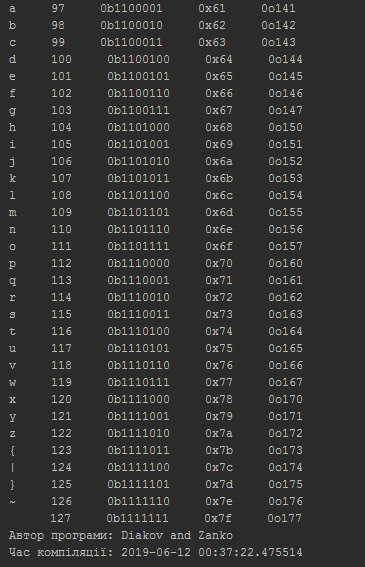 a 97 0b1100001 0x61 0o141
b 98 0b1100010 0x62 0o142
c 99 0b1100011 0x63 0o143
d 100 0b1100100 0x64 0o144
e 101 0b1100101 0x65 0o145
f 102 0b1100110 0x66 0o146
g 103 0b1100111 0x67 0o147
h 104 0b1101000 0x68 0o150
i 105 0b1101001 0x69 0o151
j 106 0b1101010 0x6a 0o152
k 107 0b1101011 0x6b 0o153
l 108 0b1101100 0x6c 0o154
m 109 0b1101101 0x6d 0o155
n 110 0b1101110 0x6e 0o156
o 111 0b1101111 0x6f 0o157
p 112 0b1110000 0x70 0o160
q 113 0b1110001 0x71 0o161
r 114 0b1110010 0x72 0o162
s 115 0b1110011 0x73 0o163
t 116 0b1110100 0x74 0o164
u 117 0b1110101 0x75 0o165
v 118 0b1110110 0x76 0o166
w 119 0b1110111 0x77 0o167
x 120 0b1111000 0x78 0o170
y 121 0b1111001 0x79 0o171
z 122 0b1111010 0x7a 0o172
{ 123 0b1111011 0x7b 0o173
| 124 0b1111100 0x7c 0o174
} 125 0b1111101 0x7d 0o175
~ 126 0b1111110 0x7e 0o176
127 0b1111111 0x7f 0o177
Автор програми: Diakov and Zanko
Час компіляції: 2019-06-12 00:37:22.475514